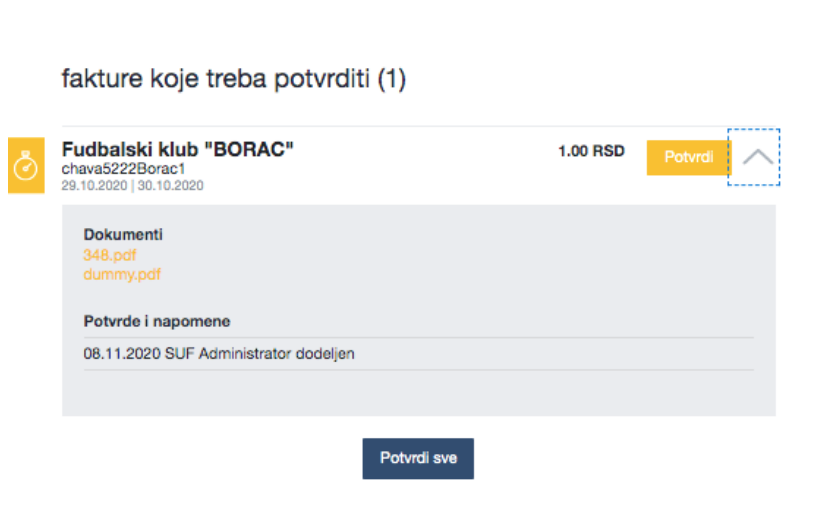 fakture koje treba potvrditi (1)
Fudbalski klub "BORAC"
1.00 RSD
Potvrdi
chava5222Borac1
29.10.2020 | 30.10.2020
Dokumenti
348.pdf
dummy.pdf
Potvrde i napomene
08.11.2020 SUF Administrator dodeljen
Potvrdi sve